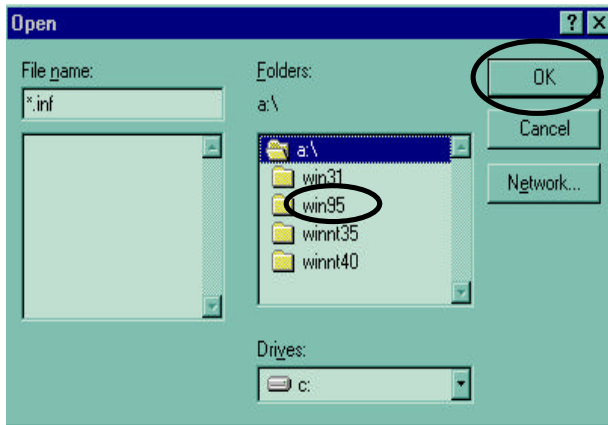 Open
File name:
*.inf
Folders:
a:\
a:\
win31
win95
winnt35
winnt40
Drives:
c:
OK
Cancel
Network...